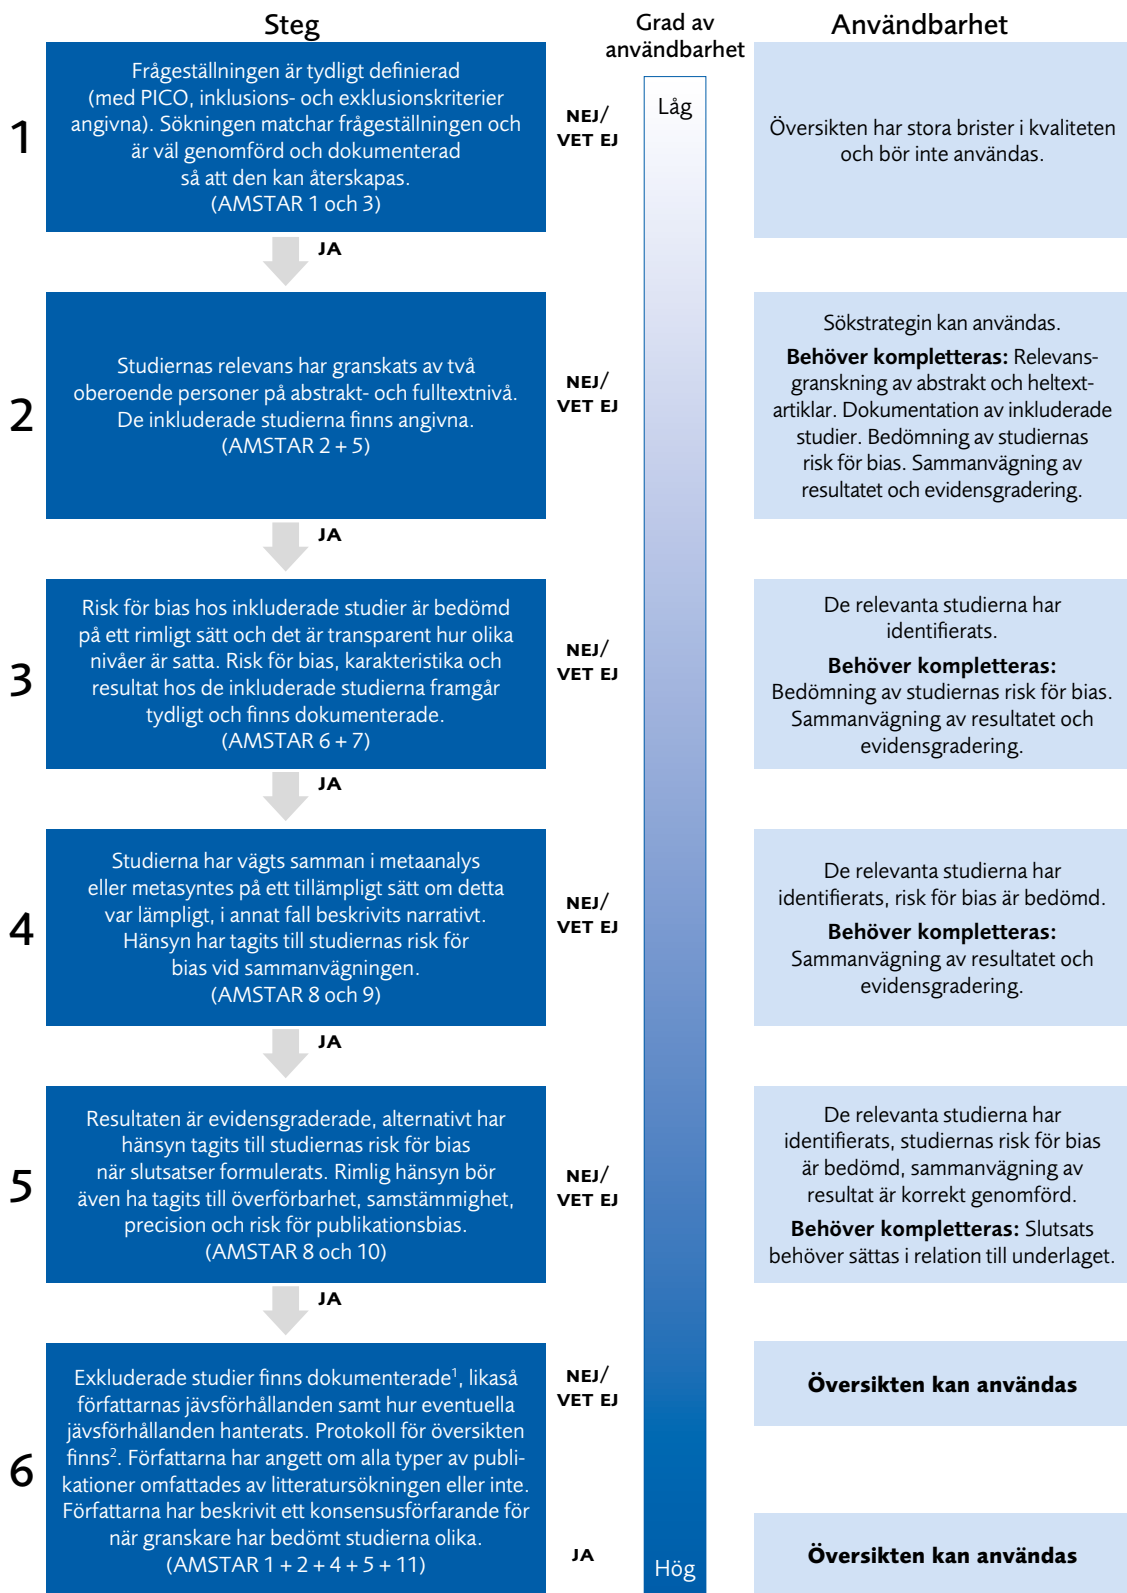 Steg
Grad av
användbarhet
Användbarhet
1
Frågeställningen är tydligt definierad
(med PICO, inklusions- och exklusionskriterier
angivna). Sökningen matchar frågeställningen och
är väl genomförd och dokumenterad
så att den kan återskapas.
(AMSTAR 1 och 3)
NEJ/
VET EJ
Låg
Översikten har stora brister i kvaliteten
och bör inte användas.
JA
2
Studiernas relevans har granskats av två
oberoende personer på abstrakt- och fulltextnivå.
De inkluderade studierna finns angivna.
(AMSTAR 2 + 5)
NEJ/
VET EJ
Sökstrategin kan användas.
Behöver kompletteras: Relevans-
granskning av abstrakt och heltext-
artiklar. Dokumentation av inkluderade
studier. Bedömning av studiernas
risk för bias. Sammanvägning av
resultatet och evidensgradering.
JA
3
Risk för bias hos inkluderade studier är bedömd
på ett rimligt sätt och det är transparent hur olika
nivåer är satta. Risk för bias, karakteristika och
resultat hos de inkluderade studierna framgår
tydligt och finns dokumenterade.
(AMSTAR 6 + 7)
NEJ/
VET EJ
De relevanta studierna har
identifierats.
Behöver kompletteras:
Bedömning av studiernas risk för bias.
Sammanvägning av resultatet och
evidensgradering.
JA
4
Studierna har vägts samman i metaanalys
eller metasyntes på ett tillämpligt sätt om detta
var lämpligt, i annat fall beskrivits narrativt.
Hänsyn har tagits till studiernas risk för
bias vid sammanvägningen.
(AMSTAR 8 och 9)
NEJ/
VET EJ
De relevanta studierna har
identifierats, risk för bias är bedömd.
Behöver kompletteras:
Sammanvägning av resultatet och
evidensgradering.
JA
5
Resultaten är evidensgraderade, alternativt har
hänsyn tagits till studiernas risk för bias
när slutsatser formulerats. Rimlig hänsyn bör
även ha tagits till överförbarhet, samstämmighet,
precision och risk för publikationsbias.
(AMSTAR 8 och 10)
NEJ/
VET EJ
De relevanta studierna har
identifierats, studiernas risk för bias
är bedömd, sammanvägning av
resultat är korrekt genomförd.
Behöver kompletteras: Slutsats
behöver sättas i relation till underlaget.
JA
6
Exkluderade studier finns dokumenterade¹, likaså
författarnas jävsförhållanden samt hur eventuella
jävsförhållanden hanterats. Protokoll för översikten
finns². Författarna har angett om alla typer av publi-
kationer omfattades av litteratursökningen eller inte.
Författarna har beskrivit ett konsensusförfarande för
när granskare har bedömt studierna olika.
(AMSTAR 1 + 2 + 4 + 5 + 11)
NEJ/
VET EJ
Översikten kan användas
JA
Hög
Översikten kan användas